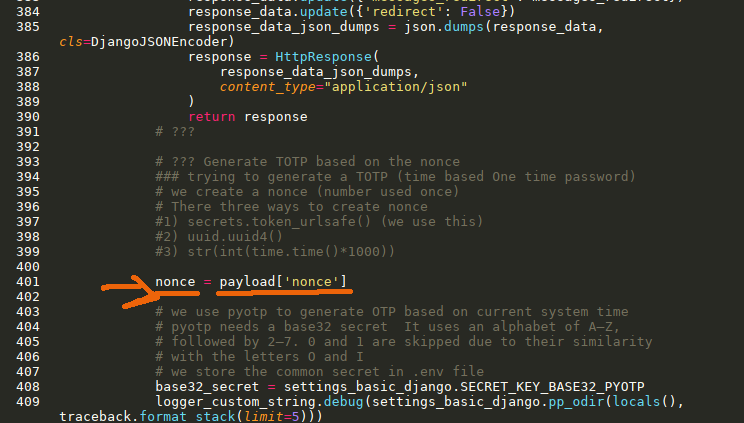 384 response_data.update({'redirect': False})
385 response_data_json_dumps = json.dumps(response_data,
cls=DjangoJSONEncoder)
386 response = HttpResponse(
387 response_data_json_dumps,
388 content_type="application/json"
389 )
390 return response
391 # ???
392
393 # ??? Generate TOTP based on the nonce
394 ### trying to generate a TOTP (time based One time password)
395 # we create a nonce (number used once)
396 # There three ways to create nonce
397 #1) secrets.token_urlsafe() (we use this)
398 #2) uuid.uuid4()
399 #3) str(int(time.time()*1000))
400
401 nonce = payload['nonce']
402
403 # we use pyotp to generate OTP based on current system time
404 # pyotp needs a base32 secret  It uses an alphabet of A–Z,
405 # followed by 2–7. 0 and 1 are skipped due to their similarity
406 # with the letters O and I
407 # we store the common secret in .env file
408 base32_secret = settings_basic_django.SECRET_KEY_BASE32_PYOTP
409 logger_custom_string.debug(settings_basic_django.pp_odir(locals(),
traceback.format_stack(limit=5)))